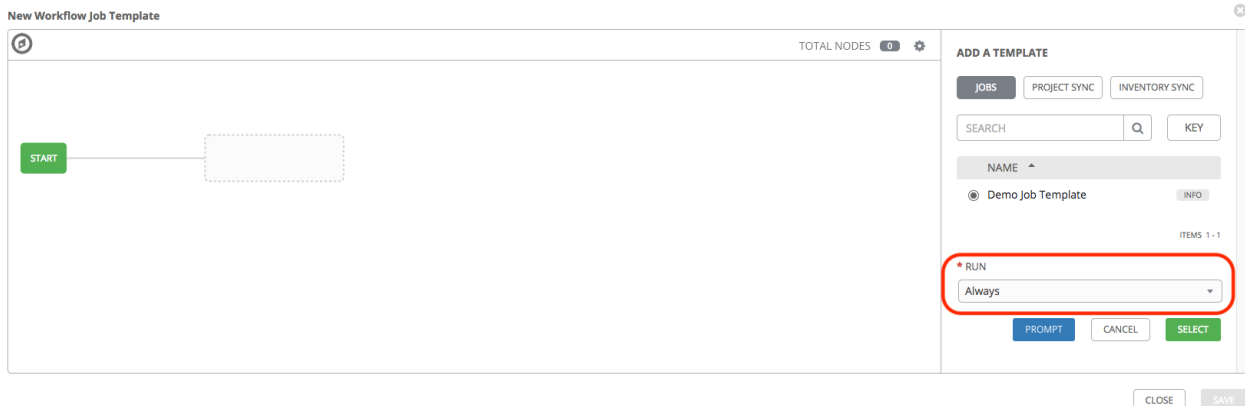 New Workflow Job Template
TOTAL NODES 0
START
ADD A TEMPLATE
JOBS PROJECT SYNC INVENTORY SYNC
SEARCH KEY
NAME
Demo Job Template INFO
ITEMS 1 - 1
* RUN
Always
PROMPT CANCEL SELECT
CLOSE SAVE